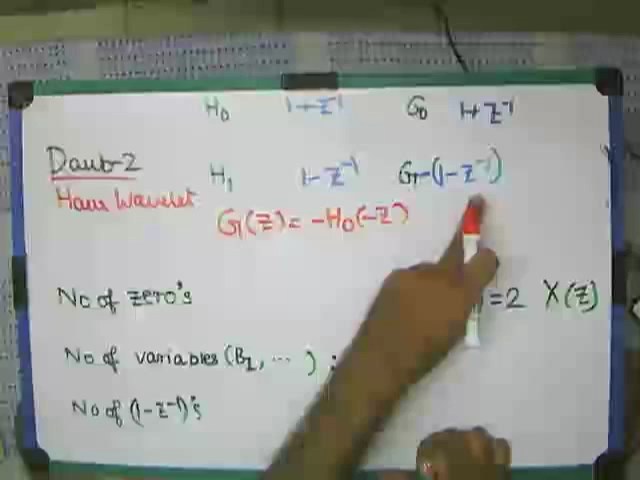 H0 1+z⁻¹ G0 1+z⁻¹
Daub-2
H1 1-z⁻¹ G1 -(1-z⁻¹)
Haar Wavelet
G1(z) = -H0(-z)
No of zero's =2 X(z)
No of variables (B1, ...) :
No of (1-z⁻¹)'s